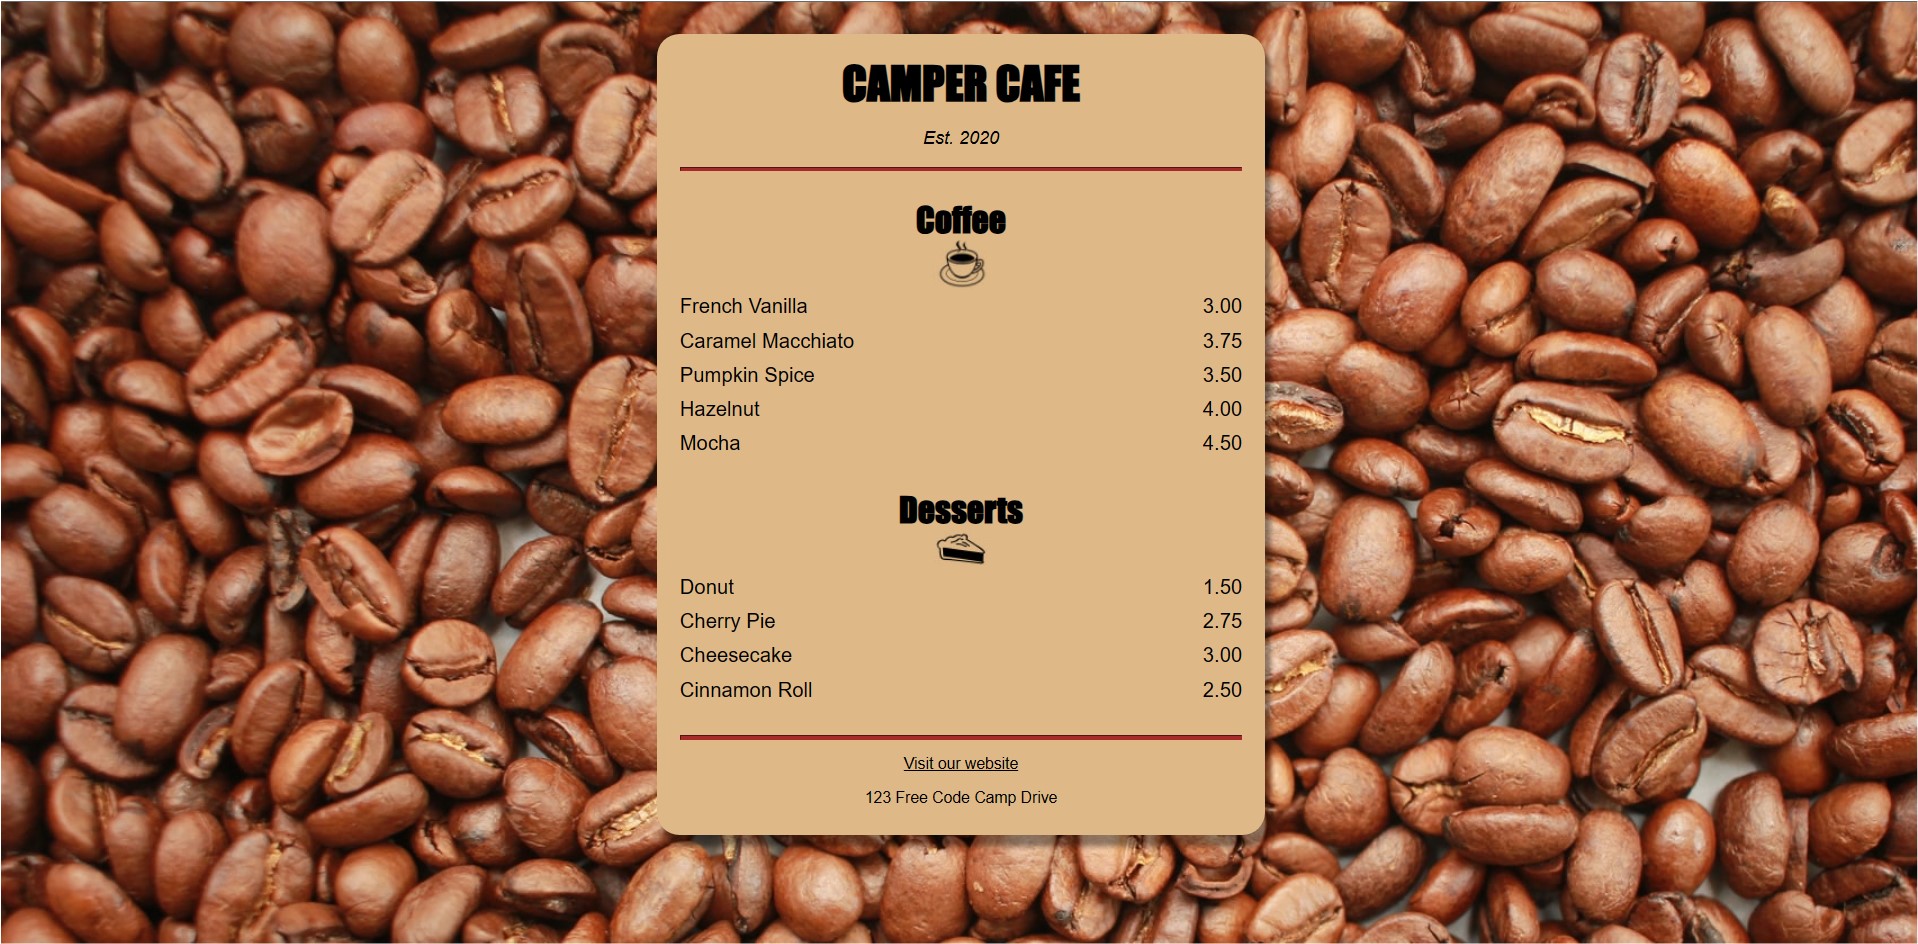 CAMPER CAFE
Est. 2020
Coffee
French Vanilla 3.00
Caramel Macchiato 3.75
Pumpkin Spice 3.50
Hazelnut 4.00
Mocha 4.50
Desserts
Donut 1.50
Cherry Pie 2.75
Cheesecake 3.00
Cinnamon Roll 2.50
Visit our website
123 Free Code Camp Drive